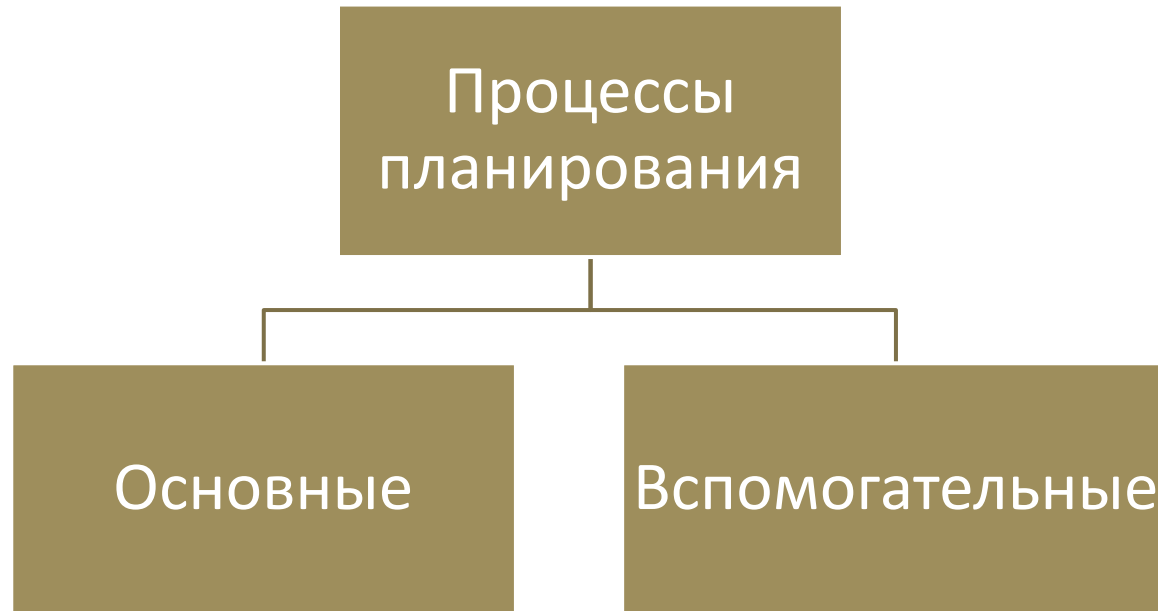 Процессы
планирования
Основные
Вспомогательные